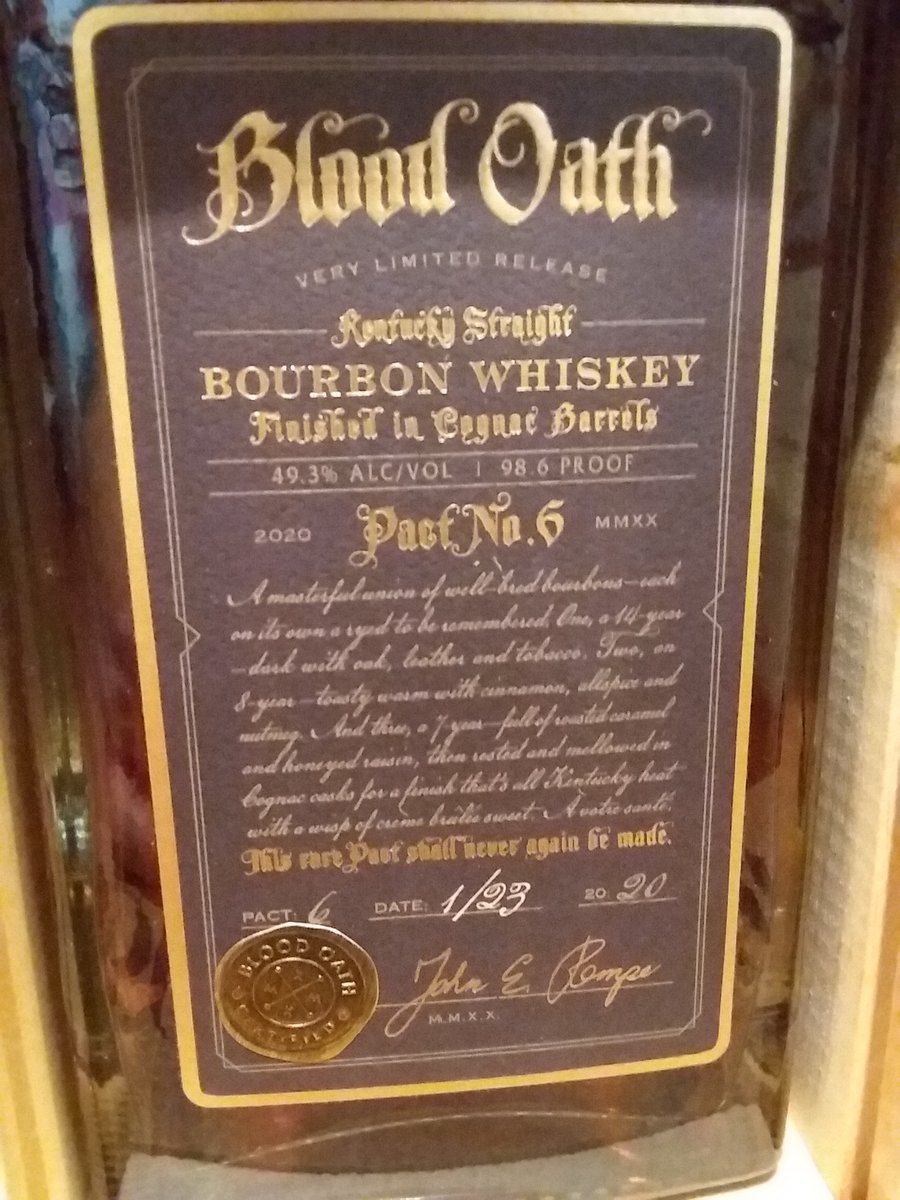 Blood Oath
VERY LIMITED RELEASE
Kentucky Straight
BOURBON WHISKEY
Finished in Cognac Barrels
49.3% ALC/VOL | 98.6 PROOF
2020 Pact No.6 MMXX
A masterful union of well-bred bourbons—each
on its own a ryed to be remembered. One, a 14-year
—dark with oak, leather and tobacco. Two, an
8-year—toasty warm with cinnamon, allspice and
nutmeg. And three, a 7-year—full of roasted caramel
and honeyed raisin, then rested and mellowed in
Cognac casks for a finish that's all Kentucky heat
with a wisp of crème brûlée sweet. À votre santé!
This rare Pact shall never again be made.
PACT: 6 DATE: 1/23 20 20
BLOOD OATH
CERTIFIED
John E. Rempe
M.M.X.X.